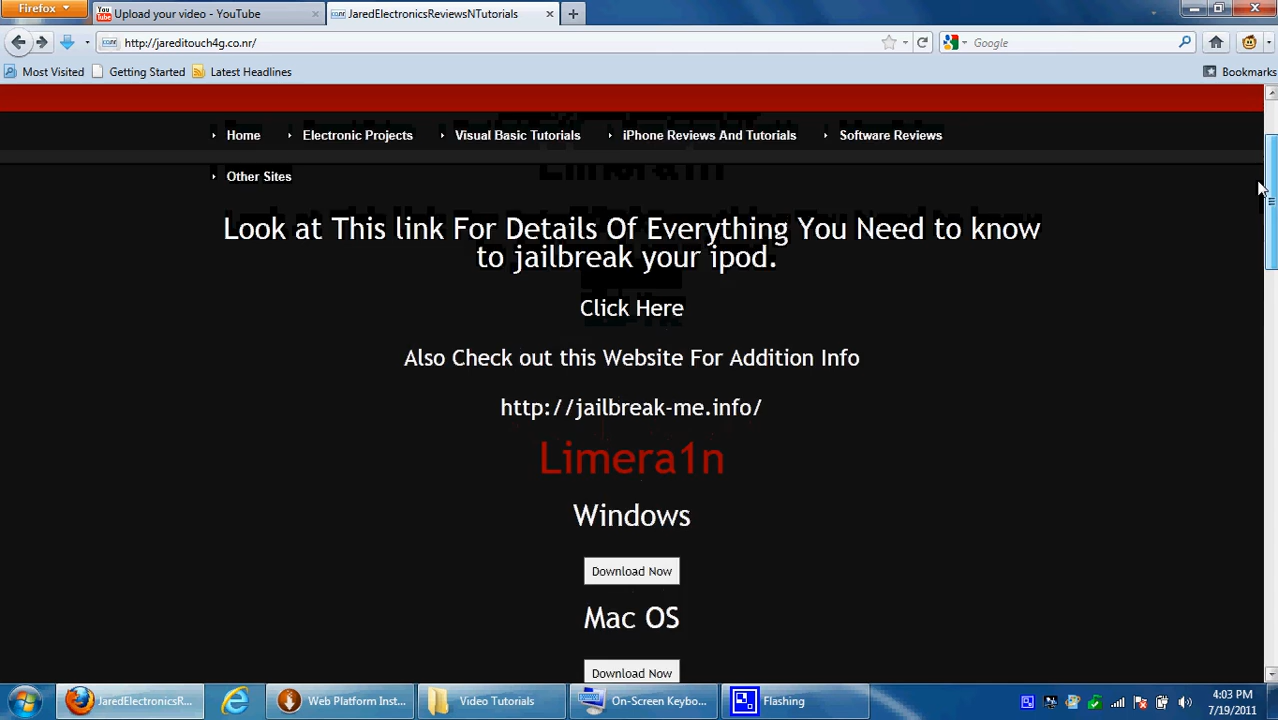 Firefox
Upload your video - YouTube
JaredElectronicsReviewsNTutorials
http://jareditouch4g.co.nr/
Google
Most Visited
Getting Started
Latest Headlines
Bookmarks
Home
Electronic Projects
Visual Basic Tutorials
iPhone Reviews And Tutorials
Software Reviews
Other Sites
Look at This link For Details Of Everything You Need to know
to jailbreak your ipod.
Click Here
Also Check out this Website For Addition Info
http://jailbreak-me.info/
Limera1n
Windows
Download Now
Mac OS
Download Now
JaredElectronicsR...
Web Platform Inst...
Video Tutorials
On-Screen Keybo...
Flashing
4:03 PM
7/19/2011